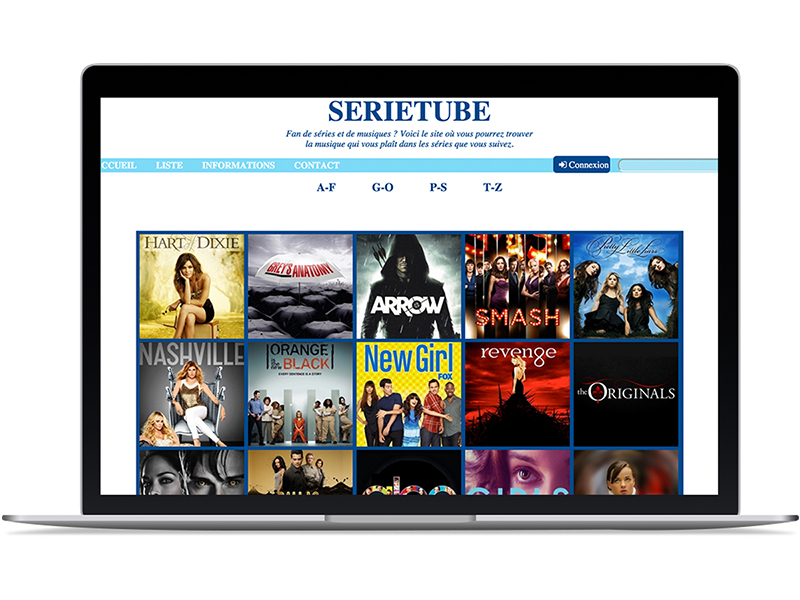 SERIETUBE
Fan de séries et de musiques ? Voici le site où vous pourrez trouver
la musique qui vous plaît dans les séries que vous suivez.
CCUEIL LISTE INFORMATIONS CONTACT Connexion
A-F G-O P-S T-Z
HART of DIXIE
GREY'S ANATOMY
ARROW
SMASH
Pretty Little Liars
NASHVILLE
ORANGE
is the new
BLACK
EVERY SENTENCE IS A STORY
New Girl
FOX
revenge
the ORIGINALS
glee
GIRLS